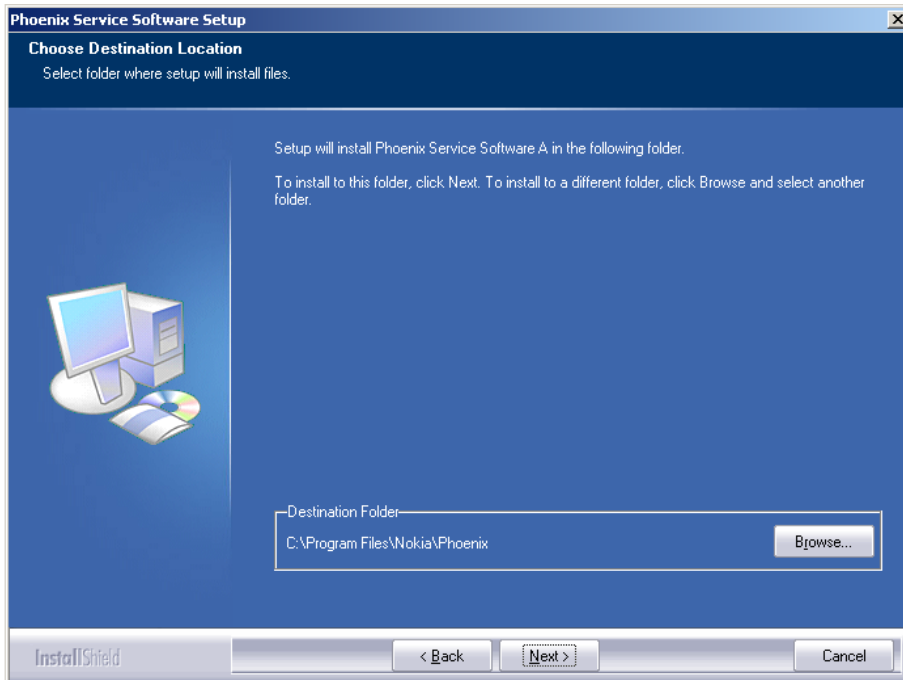 Phoenix Service Software Setup
Choose Destination Location
Select folder where setup will install files.
Setup will install Phoenix Service Software A in the following folder.
To install to this folder, click Next. To install to a different folder, click Browse and select another
folder.
Destination Folder
C:\Program Files\Nokia\Phoenix
Browse...
InstallShield
< Back
Next >
Cancel